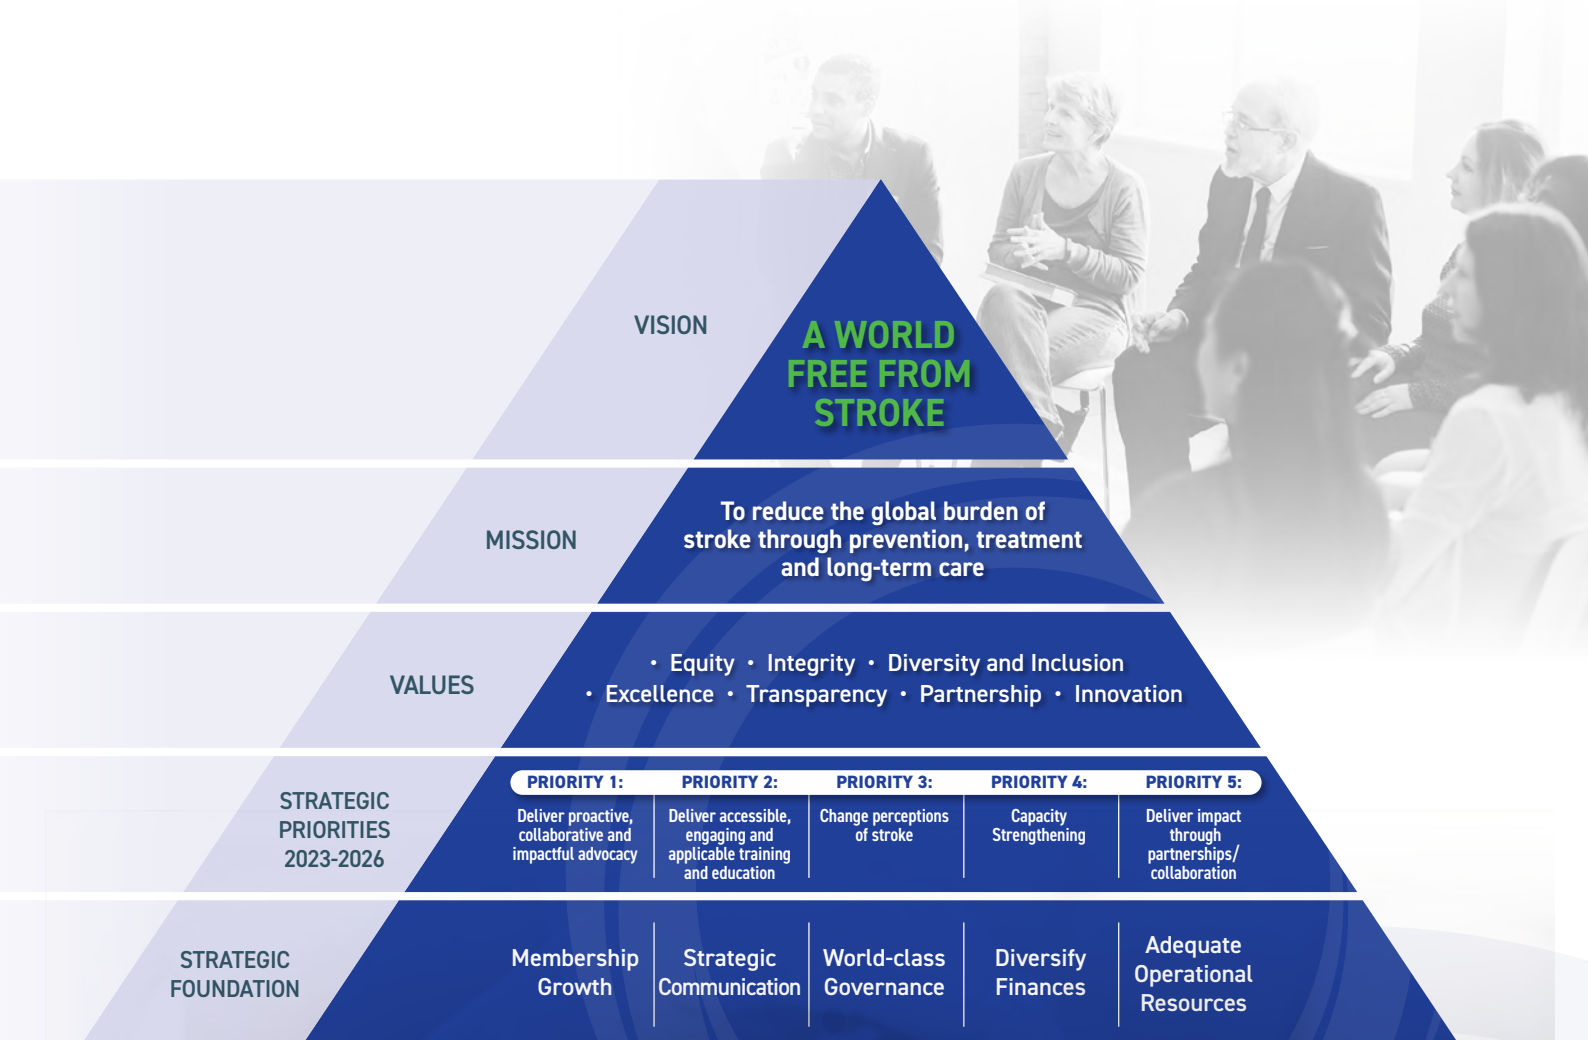 VISION
A WORLD
FREE FROM
STROKE
MISSION
To reduce the global burden of
stroke through prevention, treatment
and long-term care
VALUES
• Equity • Integrity • Diversity and Inclusion
• Excellence • Transparency • Partnership • Innovation
STRATEGIC
PRIORITIES
2023-2026
PRIORITY 1:
Deliver proactive,
collaborative and
impactful advocacy
PRIORITY 2:
Deliver accessible,
engaging and
applicable training
and education
PRIORITY 3:
Change perceptions
of stroke
PRIORITY 4:
Capacity
Strengthening
PRIORITY 5:
Deliver impact
through
partnerships/
collaboration
STRATEGIC
FOUNDATION
Membership
Growth
Strategic
Communication
World-class
Governance
Diversify
Finances
Adequate
Operational
Resources